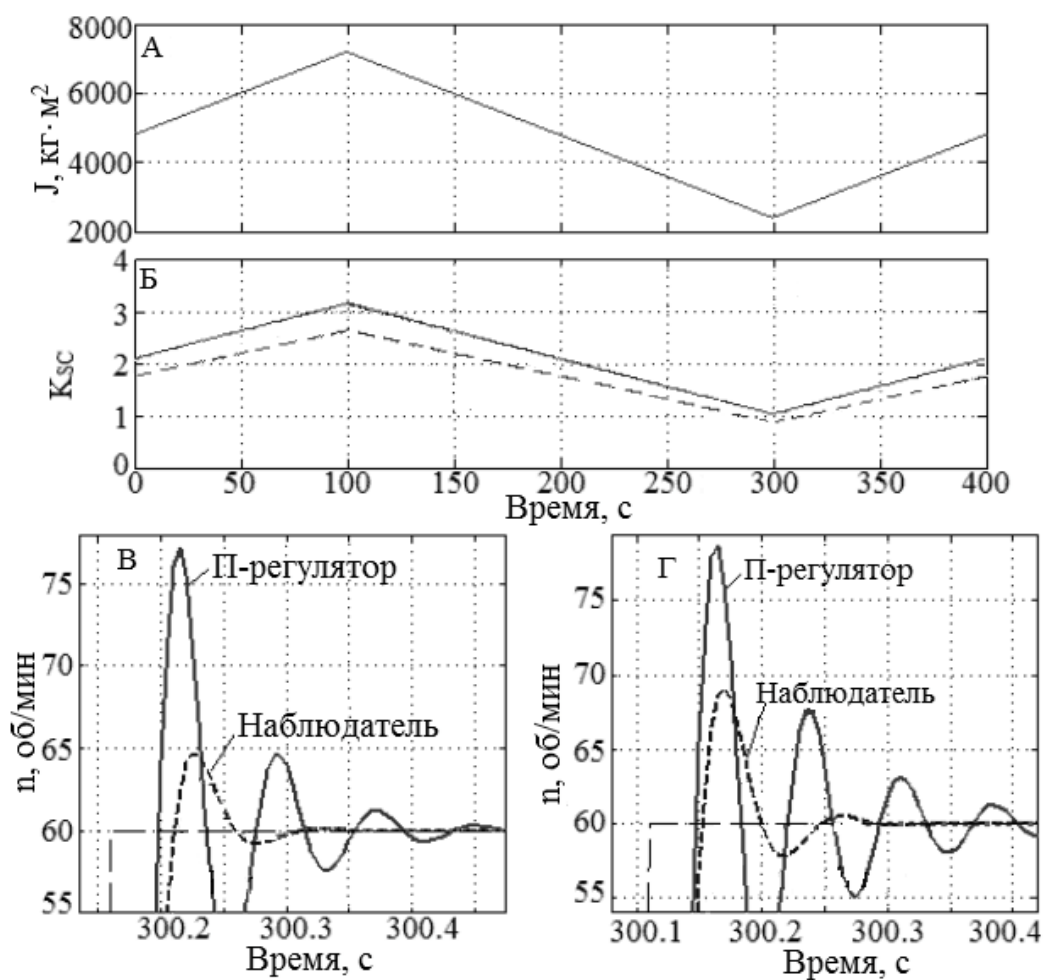 А
8000
6000
4000
2000
J, кг· м²
Б
4
3
2
1
0
KSC
0 50 100 150 200 250 300 350 400
Время, с
В
75
70
65
60
55
n, об/мин
П-регулятор
Наблюдатель
300.2 300.3 300.4
Время, с
Г
75
70
65
60
55
n, об/мин
П-регулятор
Наблюдатель
300.1 300.2 300.3 300.4
Время, с